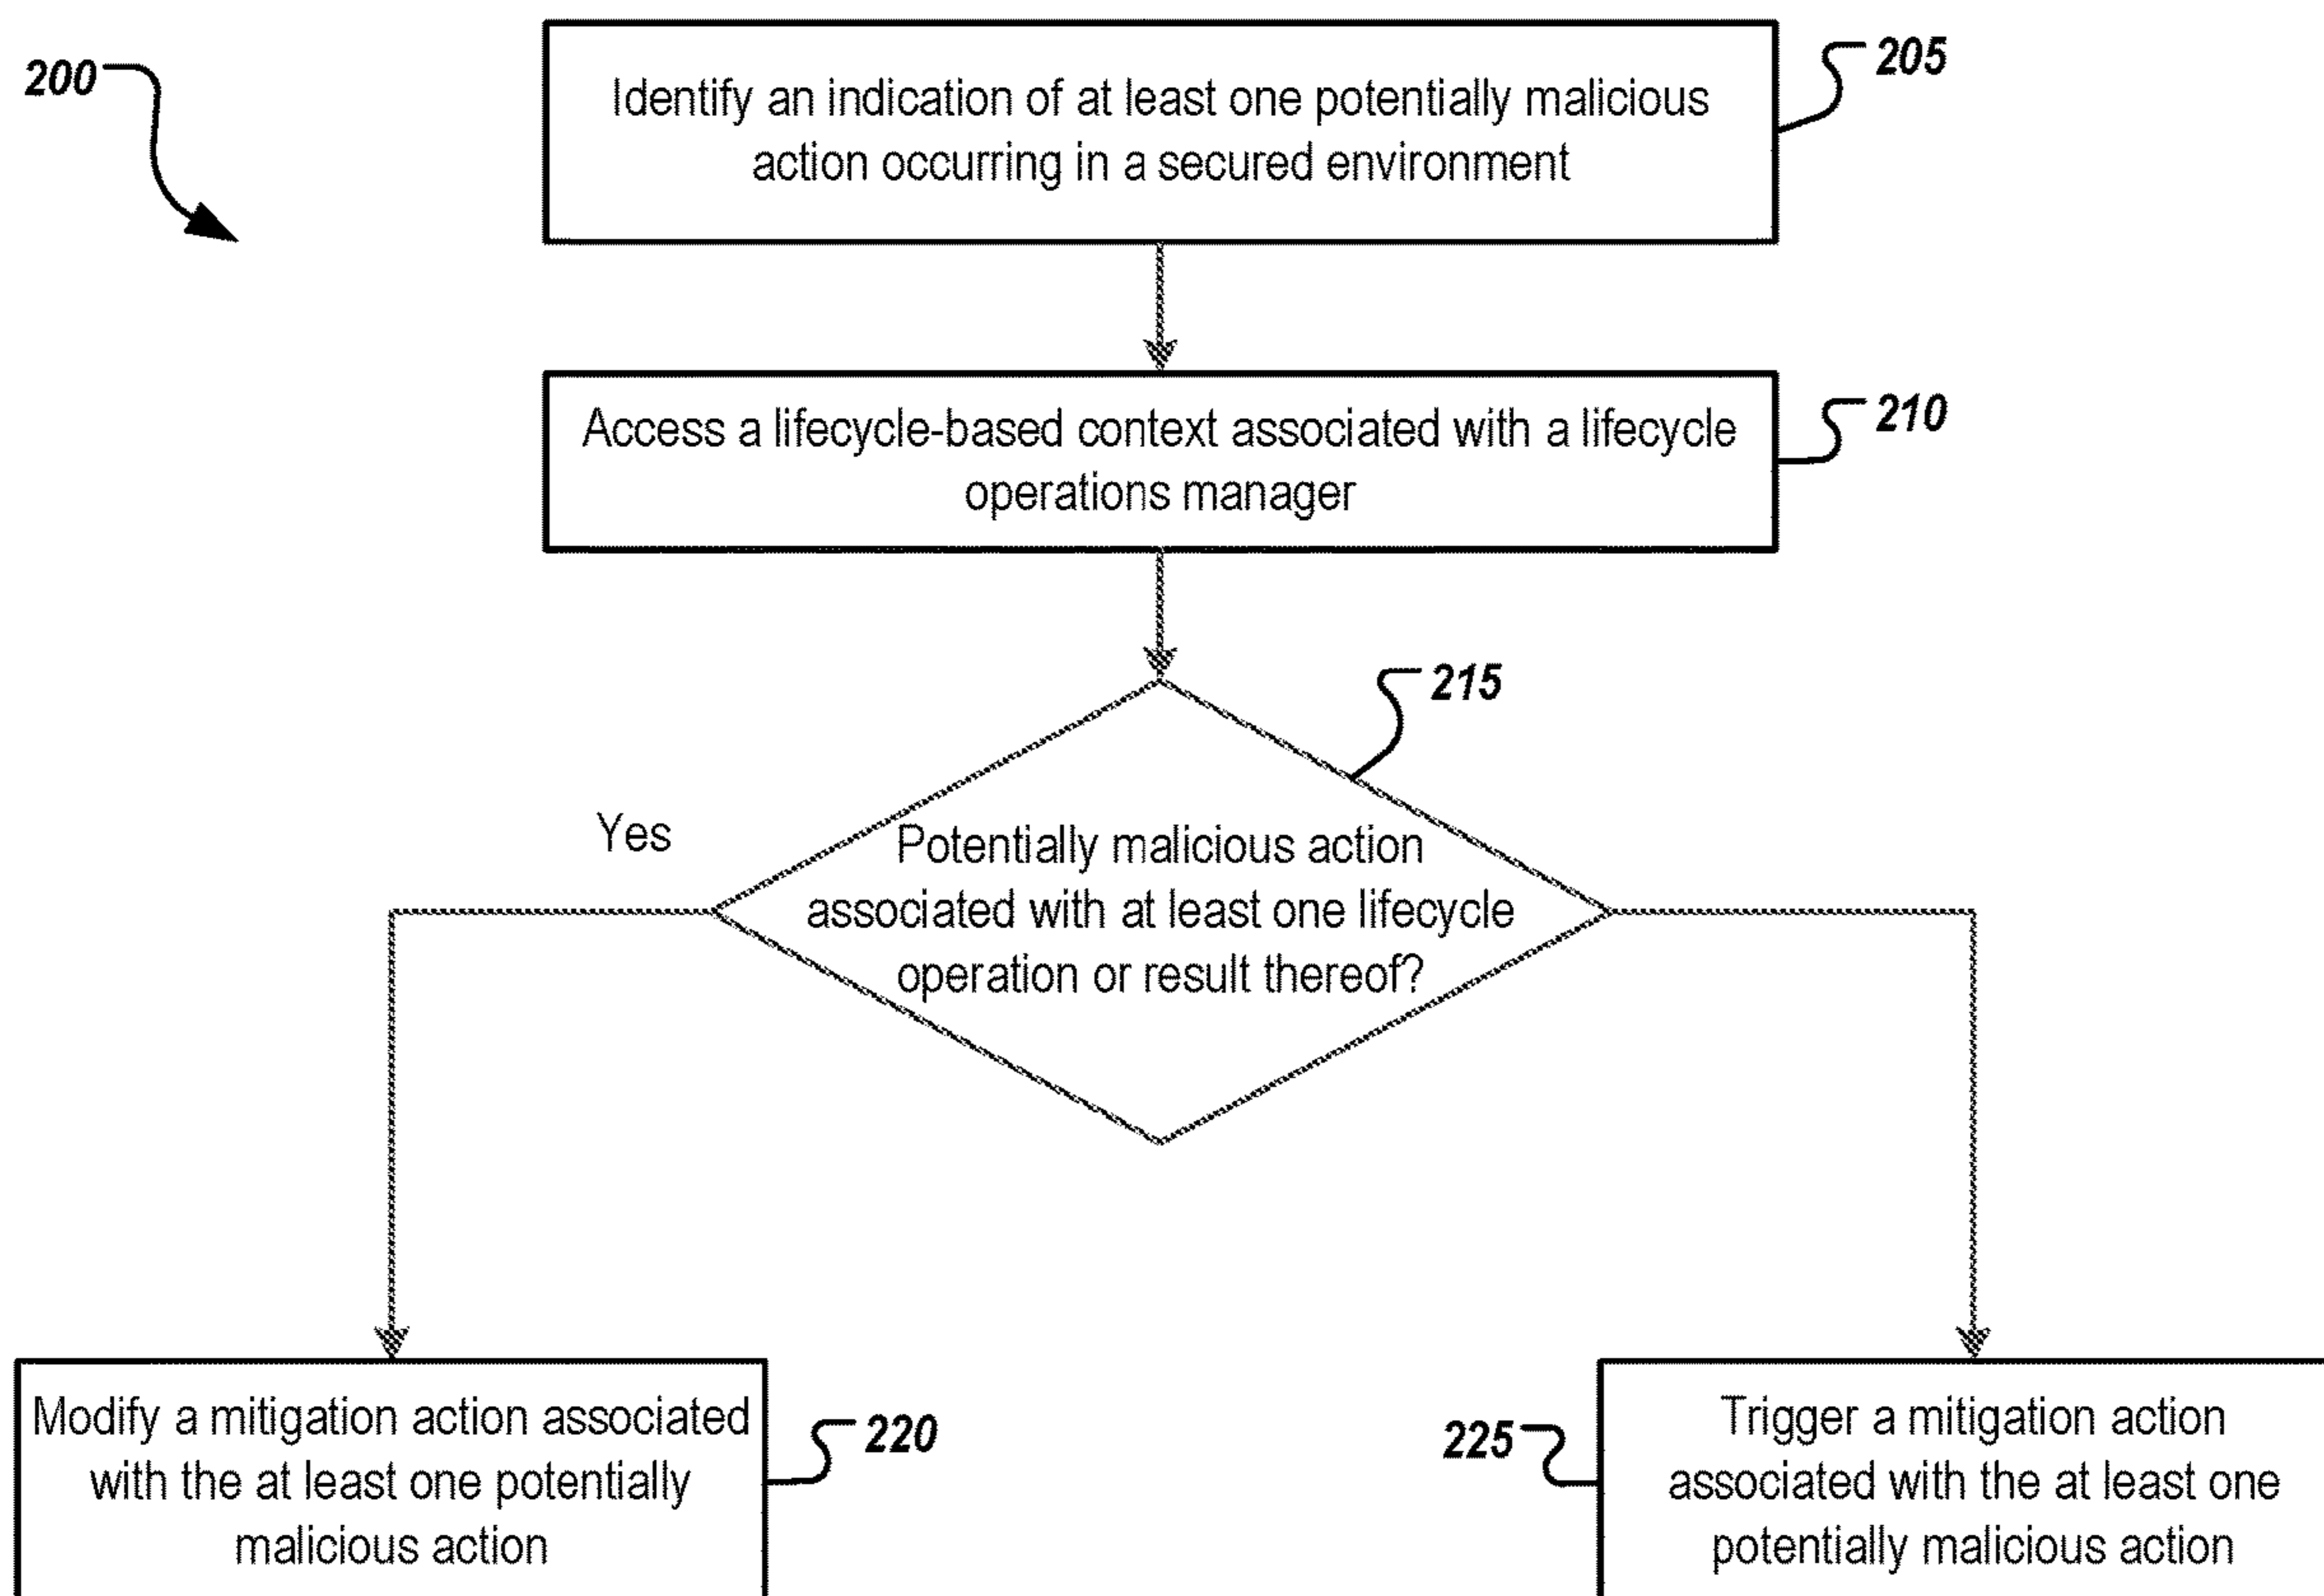 200
205
Identify an indication of at least one potentially malicious
action occurring in a secured environment
210
Access a lifecycle-based context associated with a lifecycle
operations manager
215
Yes
Potentially malicious action
associated with at least one lifecycle
operation or result thereof?
Modify a mitigation action associated
with the at least one potentially
malicious action
220
225
Trigger a mitigation action
associated with the at least one
potentially malicious action